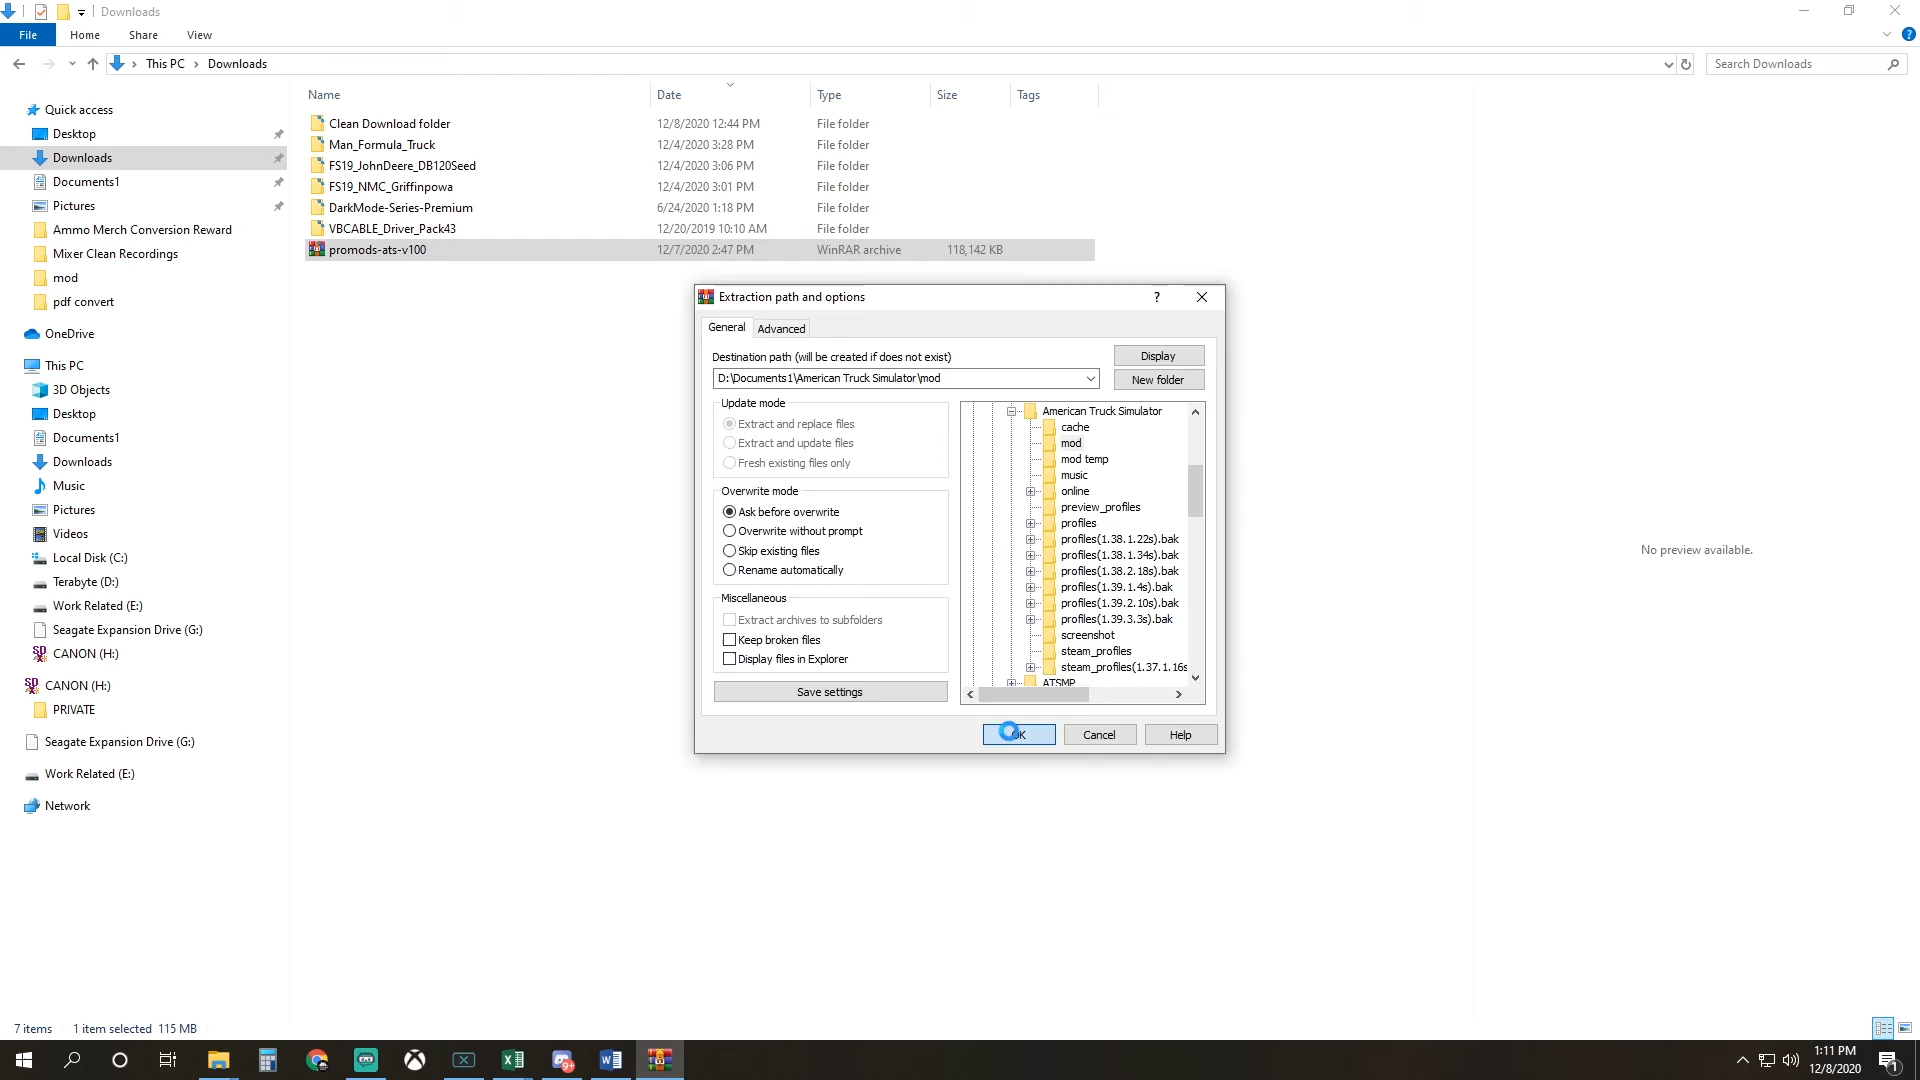 Downloads
File Home Share View
This PC Downloads
Search Downloads
Name Date Type Size Tags
Clean Download folder 12/8/2020 12:44 PM File folder
Man_Formula_Truck 12/4/2020 3:28 PM File folder
FS19_JohnDeere_DB120Seed 12/4/2020 3:06 PM File folder
FS19_NMC_Griffinpowa 12/4/2020 3:01 PM File folder
DarkMode-Series-Premium 6/24/2020 1:18 PM File folder
VBCABLE_Driver_Pack43 12/20/2019 10:10 AM File folder
promods-ats-v100 12/7/2020 2:47 PM WinRAR archive 118,142 KB
Quick access
Desktop
Downloads
Documents1
Pictures
Ammo Merch Conversion Reward
Mixer Clean Recordings
mod
pdf convert
OneDrive
This PC
3D Objects
Desktop
Documents1
Downloads
Music
Pictures
Videos
Local Disk (C:)
Terabyte (D:)
Work Related (E:)
Seagate Expansion Drive (G:)
CANON (H:)
CANON (H:)
PRIVATE
Seagate Expansion Drive (G:)
Work Related (E:)
Network
Extraction path and options
?
General Advanced
Destination path (will be created if does not exist)
D:\Documents1\American Truck Simulator\mod
Display
New folder
Update mode
Extract and replace files
Extract and update files
Fresh existing files only
Overwrite mode
Ask before overwrite
Overwrite without prompt
Skip existing files
Rename automatically
Miscellaneous
Extract archives to subfolders
Keep broken files
Display files in Explorer
Save settings
American Truck Simulator
cache
mod
mod temp
music
online
preview_profiles
profiles
profiles(1.38.1.22s).bak
profiles(1.38.1.34s).bak
profiles(1.38.2.18s).bak
profiles(1.39.1.4s).bak
profiles(1.39.2.10s).bak
profiles(1.39.3.3s).bak
screenshot
steam_profiles
steam_profiles(1.37.1.16s
ATSMP
OK Cancel Help
No preview available.
7 items 1 item selected 115 MB
9+
1:11 PM
12/8/2020
1